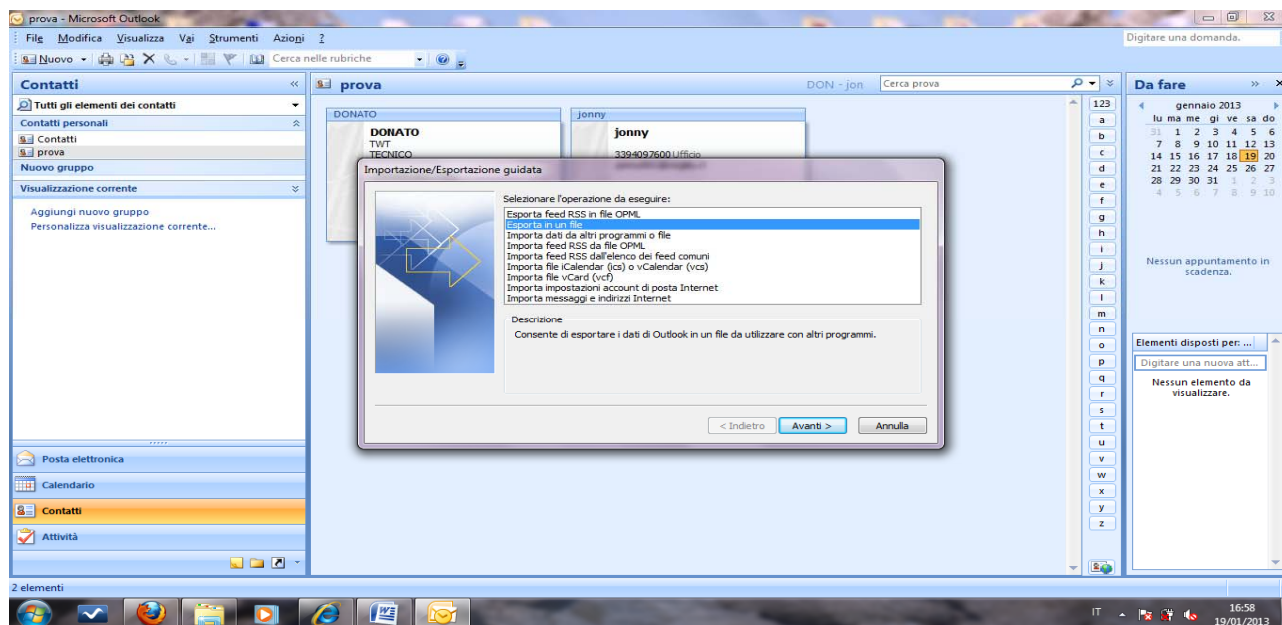 prova - Microsoft Outlook
File Modifica Visualizza Vai Strumenti Azioni ?
Digitare una domanda.
Nuovo Cerca nelle rubriche
Contatti «
Tutti gli elementi dei contatti
Contatti personali
Contatti
prova
Nuovo gruppo
Visualizzazione corrente
Aggiungi nuovo gruppo
Personalizza visualizzazione corrente...
Posta elettronica
Calendario
Contatti
Attività
prova DON - jon Cerca prova
DONATO
DONATO
TWT
TECNICO
jonny
jonny
3394097600 Ufficio
Importazione/Esportazione guidata
Selezionare l'operazione da eseguire:
Esporta feed RSS in file OPML
Esporta in un file
Importa dati da altri programmi o file
Importa feed RSS da file OPML
Importa feed RSS dall'elenco dei feed comuni
Importa file iCalendar (ics) o vCalendar (vcs)
Importa file vCard (vcf)
Importa impostazioni account di posta Internet
Importa messaggi e indirizzi Internet
Descrizione
Consente di esportare i dati di Outlook in un file da utilizzare con altri programmi.
< Indietro Avanti > Annulla
123
a
b
c
d
e
f
g
h
i
j
k
l
m
n
o
p
q
r
s
t
u
v
w
x
y
z
Da fare »
gennaio 2013
lu ma me gi ve sa do
31 1 2 3 4 5 6
7 8 9 10 11 12 13
14 15 16 17 18 19 20
21 22 23 24 25 26 27
28 29 30 31 1 2 3
4 5 6 7 8 9 10
Nessun appuntamento in
scadenza.
Elementi disposti per: ...
Digitare una nuova att...
Nessun elemento da
visualizzare.
2 elementi
IT
16:58
19/01/2013